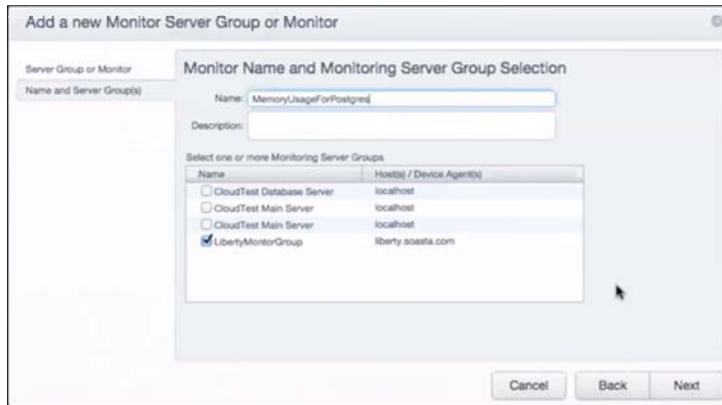 Add a new Monitor Server Group or Monitor
Server Group or Monitor
Name and Server Group(s)
Monitor Name and Monitoring Server Group Selection
Name: MemoryUsageForPostgres
Description:
Select one or more Monitoring Server Groups
Name Host(s) / Device Agent(s)
CloudTest Database Server localhost
CloudTest Main Server localhost
CloudTest Main Server localhost
LibertyMontorGroup liberty.soasta.com
Cancel Back Next